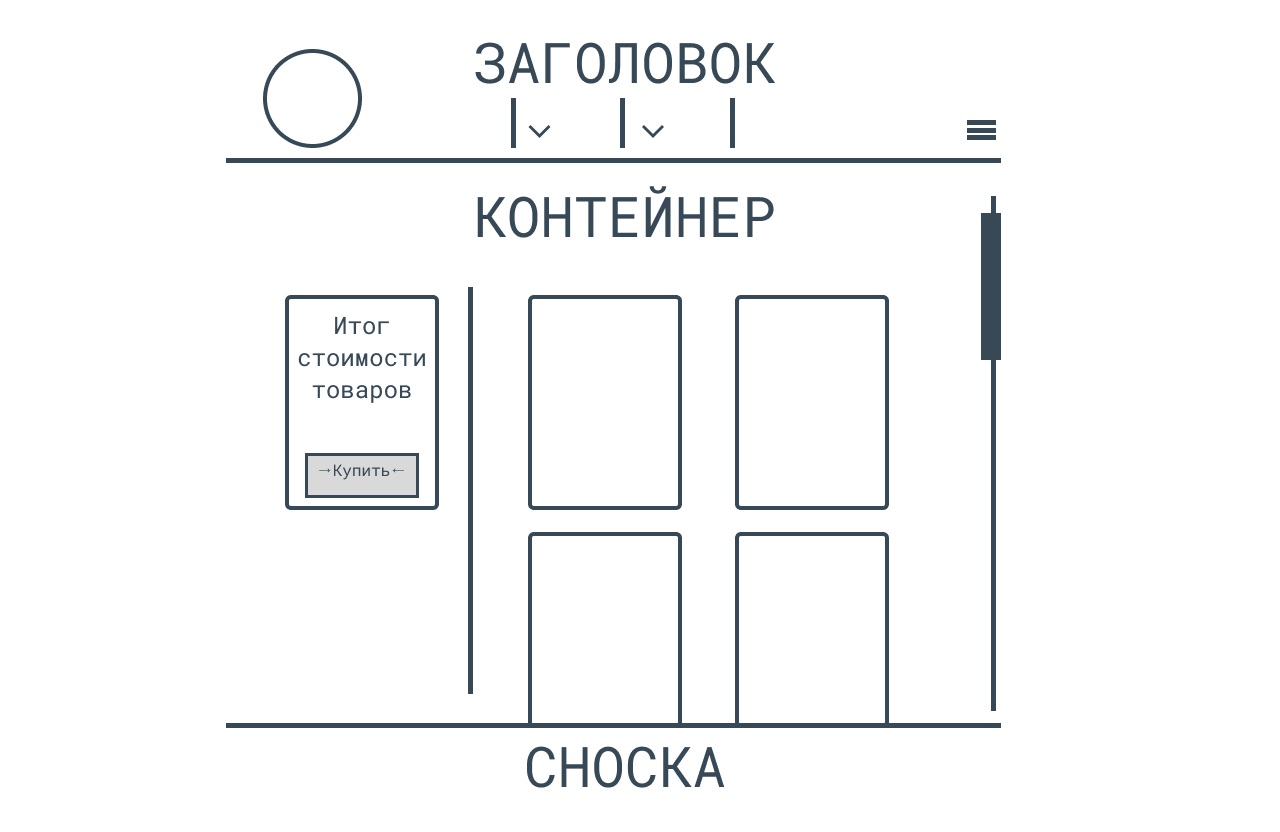 ЗАГОЛОВОК
КОНТЕЙНЕР
Итог
стоимости
товаров
→Купить←
СНОСКА